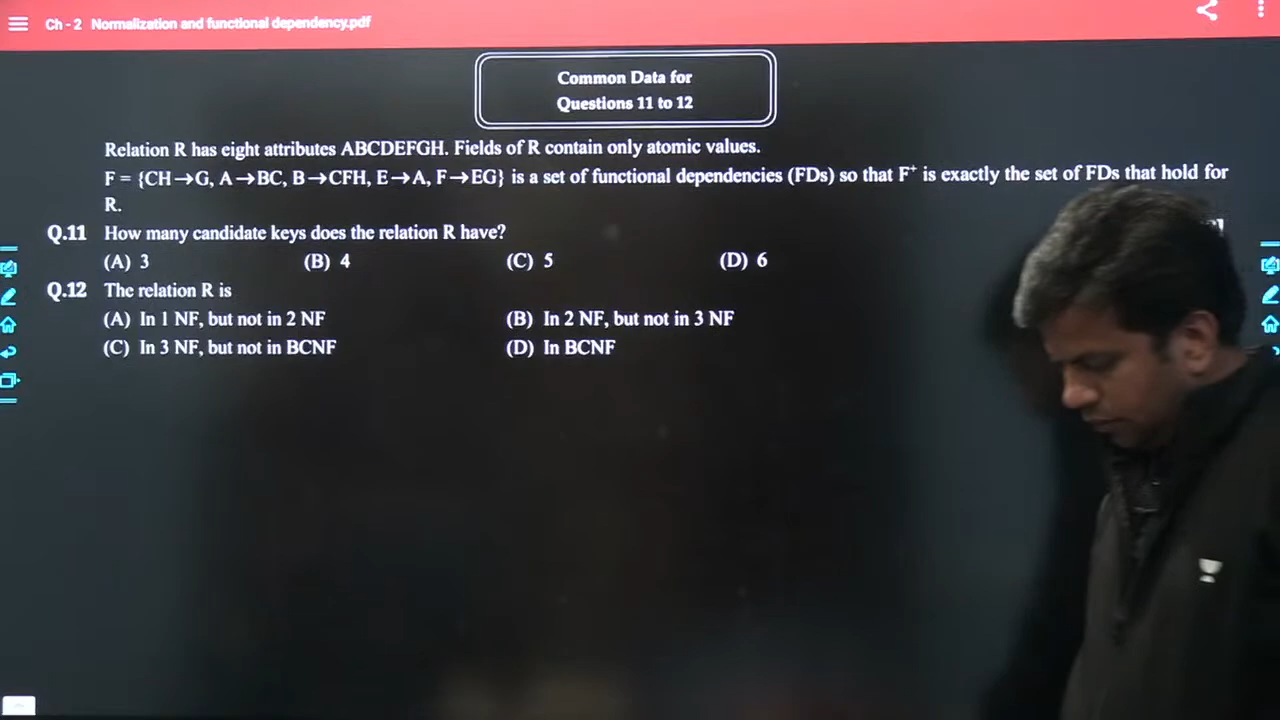 Ch - 2 Normalization and functional dependency.pdf
Common Data for
Questions 11 to 12
Relation R has eight attributes ABCDEFGH. Fields of R contain only atomic values.
F = {CH→G, A→BC, B→CFH, E→A, F→EG} is a set of functional dependencies (FDs) so that F⁺ is exactly the set of FDs that hold for
R.
Q.11 How many candidate keys does the relation R have?
(A) 3 (B) 4 (C) 5 (D) 6
Q.12 The relation R is
(A) In 1 NF, but not in 2 NF (B) In 2 NF, but not in 3 NF
(C) In 3 NF, but not in BCNF (D) In BCNF